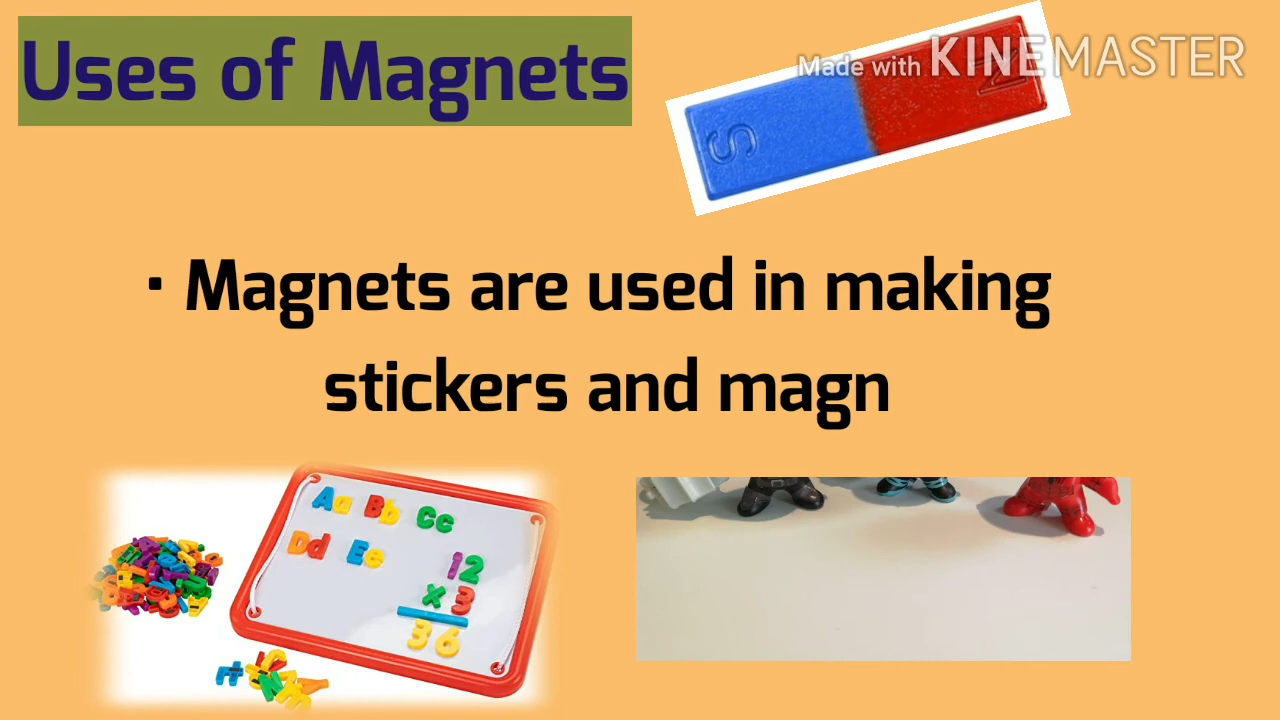 Uses of Magnets
Made with KINEMASTER
S
N
· Magnets are used in making
stickers and magn
Aa Bb Cc
Dd Ee
12
x 3
36